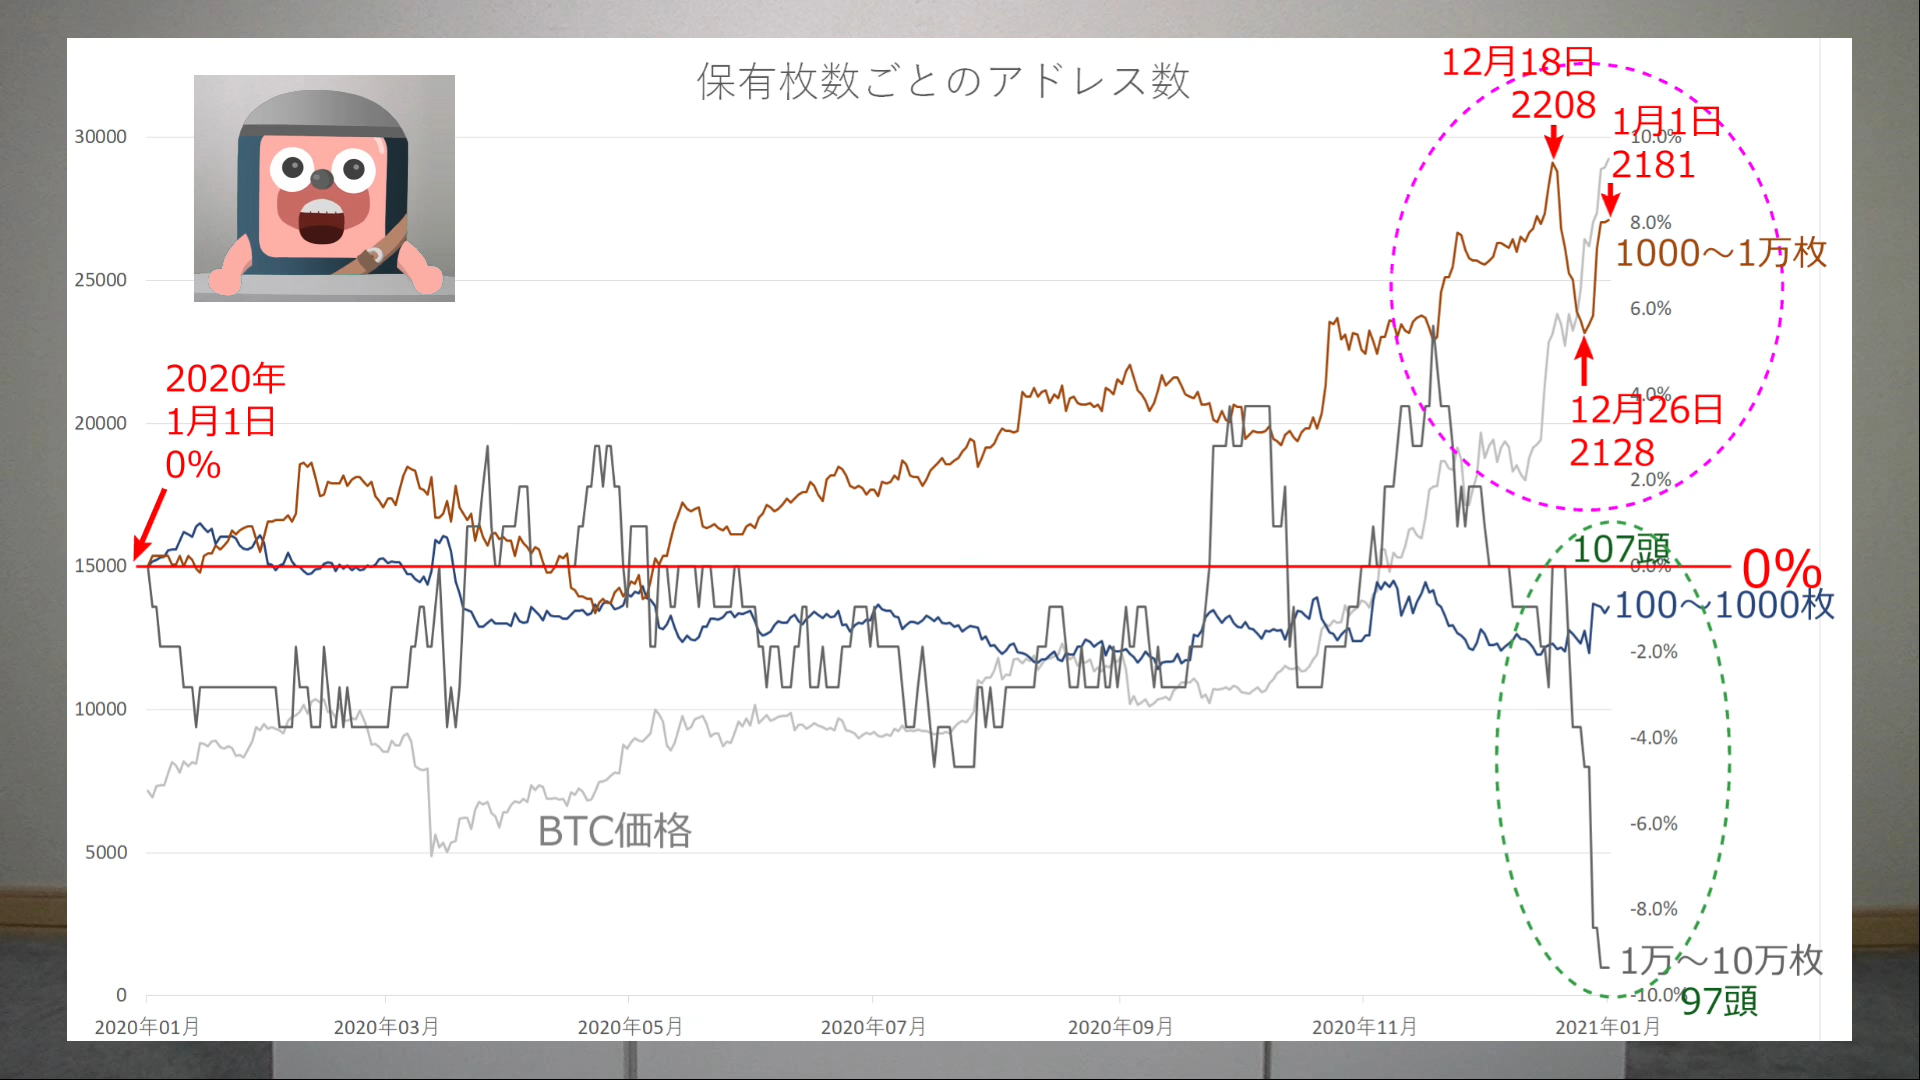 保有枚数ごとのアドレス数
12月18日
2208
1月1日
2181
1000～1万枚
12月26日
2128
2020年
1月1日
0%
107頭
0%
100～1000枚
BTC価格
1万～10万枚
97頭
30000
25000
20000
15000
10000
5000
0
10.0%
8.0%
6.0%
4.0%
2.0%
0.0%
-2.0%
-4.0%
-6.0%
-8.0%
-10.0%
2020年01月
2020年03月
2020年05月
2020年07月
2020年09月
2020年11月
2021年01月